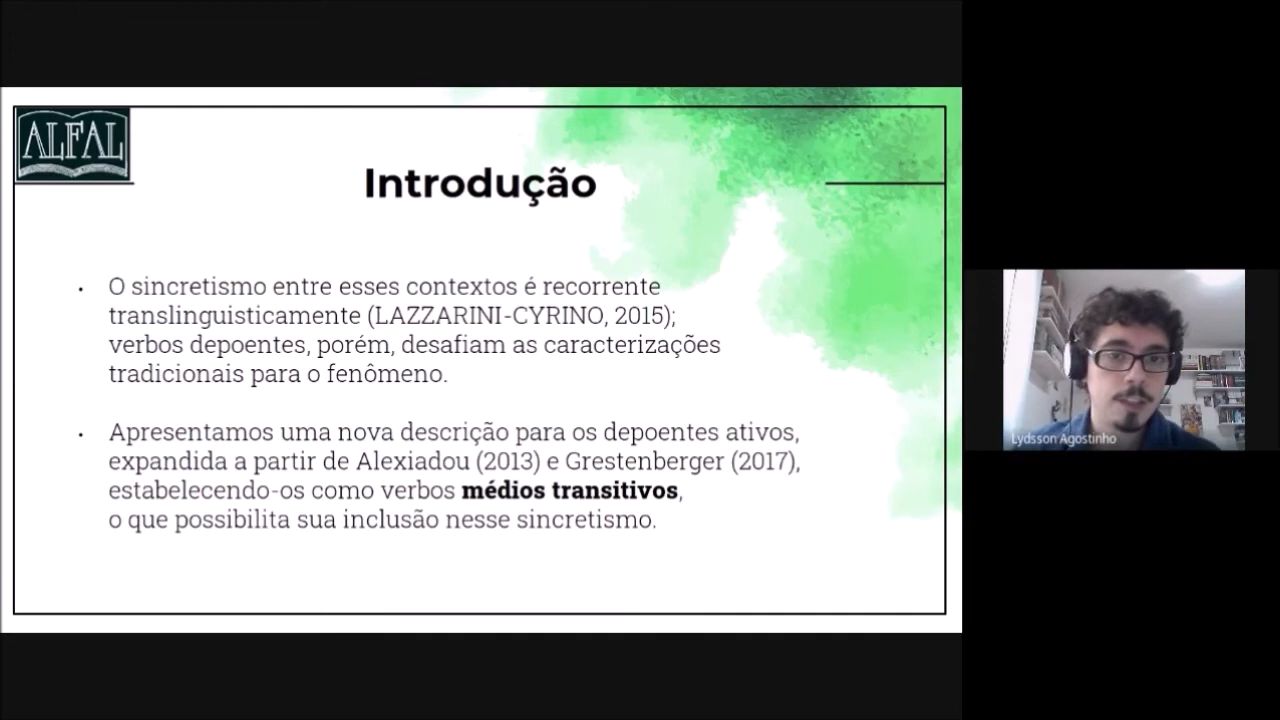 ALFAL
Introdução
• O sincretismo entre esses contextos é recorrente
translinguisticamente (LAZZARINI-CYRINO, 2015);
verbos depoentes, porém, desafiam as caracterizações
tradicionais para o fenômeno.
• Apresentamos uma nova descrição para os depoentes ativos,
expandida a partir de Alexiadou (2013) e Grestenberger (2017),
estabelecendo-os como verbos médios transitivos,
o que possibilita sua inclusão nesse sincretismo.
Lydsson Agostinho